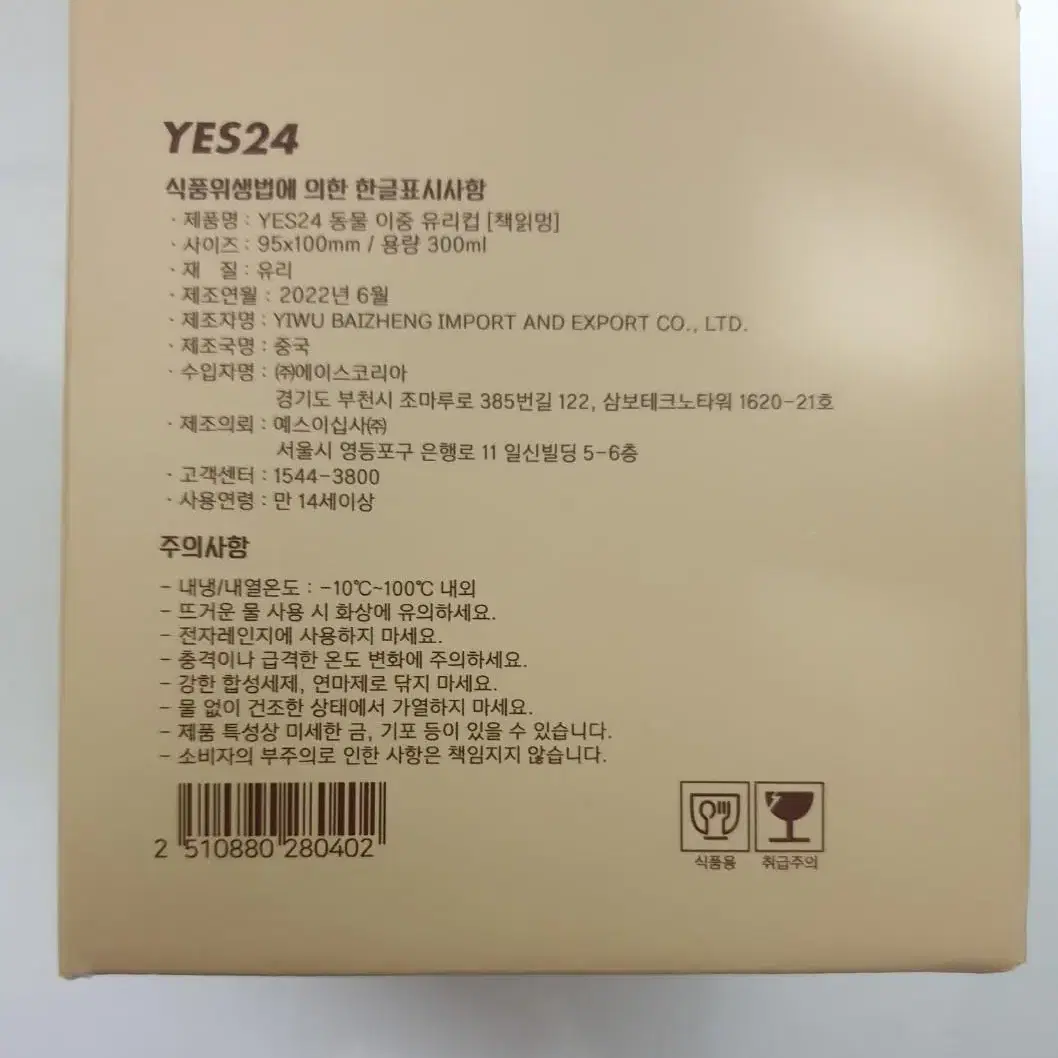 YES24
식품위생법에 의한 한글표시사항
· 제품명 : YES24 동물 이중 유리컵 [책읽멍]
· 사이즈 : 95x100mm / 용량 300ml
· 재 질 : 유리
· 제조연월 : 2022년 6월
· 제조자명 : YIWU BAIZHENG IMPORT AND EXPORT CO., LTD.
· 제조국명 : 중국
· 수입자명 : ㈜에이스코리아
경기도 부천시 조마루로 385번길 122, 삼보테크노타워 1620-21호
· 제조의뢰 : 예스이십사㈜
서울시 영등포구 은행로 11 일신빌딩 5-6층
· 고객센터 : 1544-3800
· 사용연령 : 만 14세이상
주의사항
- 내냉/내열온도 : -10℃~100℃ 내외
- 뜨거운 물 사용 시 화상에 유의하세요.
- 전자레인지에 사용하지 마세요.
- 충격이나 급격한 온도 변화에 주의하세요.
- 강한 합성세제, 연마제로 닦지 마세요.
- 물 없이 건조한 상태에서 가열하지 마세요.
- 제품 특성상 미세한 금, 기포 등이 있을 수 있습니다.
- 소비자의 부주의로 인한 사항은 책임지지 않습니다.
2 510880 280402
식품용 취급주의